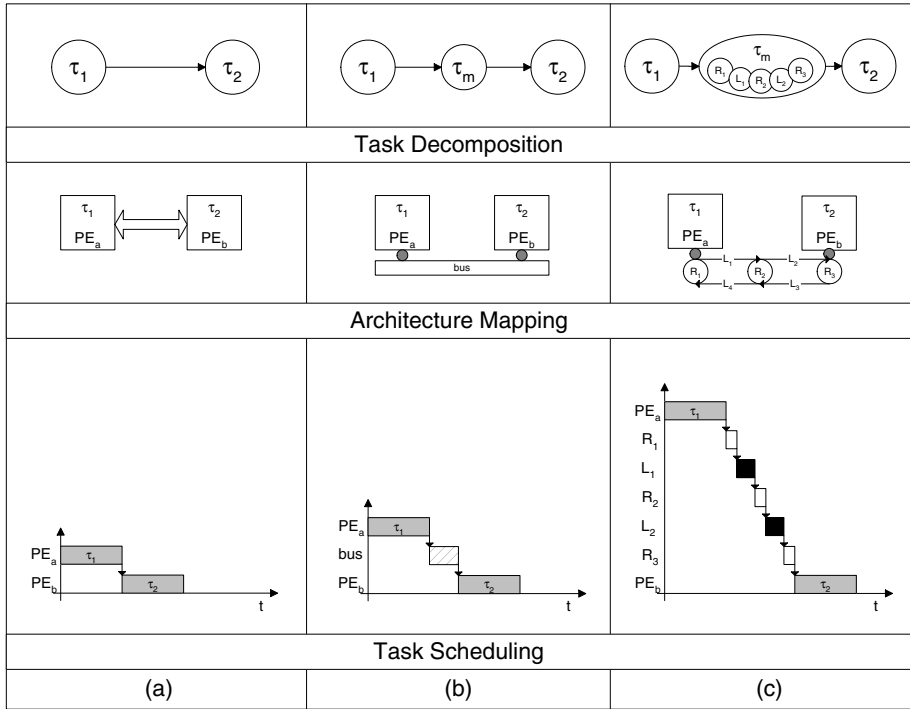 τ1 τ2
τ1 τm τ2
τ1 τm R1 L1 R2 L2 R3 τ2
Task Decomposition
τ1 PEa τ2 PEb
τ1 PEa τ2 PEb bus
τ1 PEa τ2 PEb R1 L1 R2 L2 R3 L4 L3
Architecture Mapping
PEa τ1
PEb τ2
t
PEa τ1
bus
PEb τ2
t
PEa τ1
R1
L1
R2
L2
R3
PEb τ2
t
Task Scheduling
(a) (b) (c)